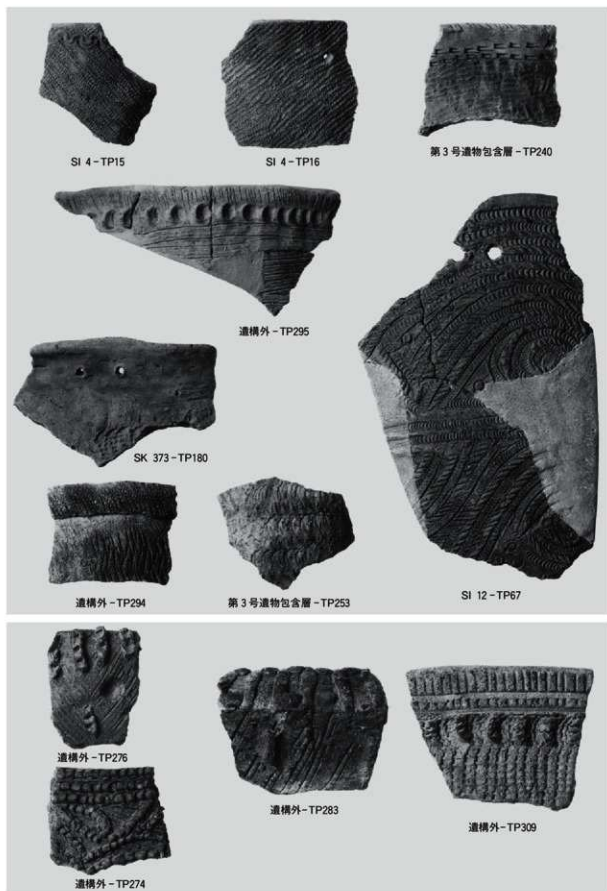 SI 4-TP15
SI 4-TP16
第3号遺物包含層-TP240
遺構外-TP295
SK 373-TP180
SI 12-TP67
遺構外-TP294
第3号遺物包含層-TP253
遺構外-TP276
遺構外-TP283
遺構外-TP309
遺構外-TP274